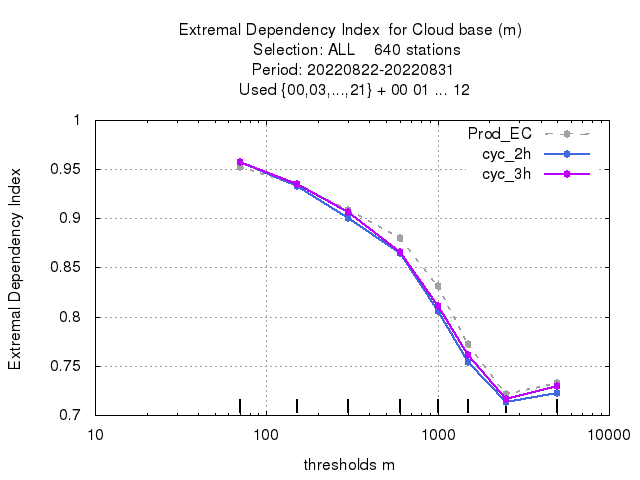 Extremal Dependency Index  for Cloud base (m)
Selection: ALL    640 stations
Period: 20220822-20220831
Used {00,03,...,21} + 00 01 ... 12
Extremal Dependency Index
1
0.95
0.9
0.85
0.8
0.75
0.7
Prod_EC
cyc_2h
cyc_3h
10
100
1000
10000
thresholds m